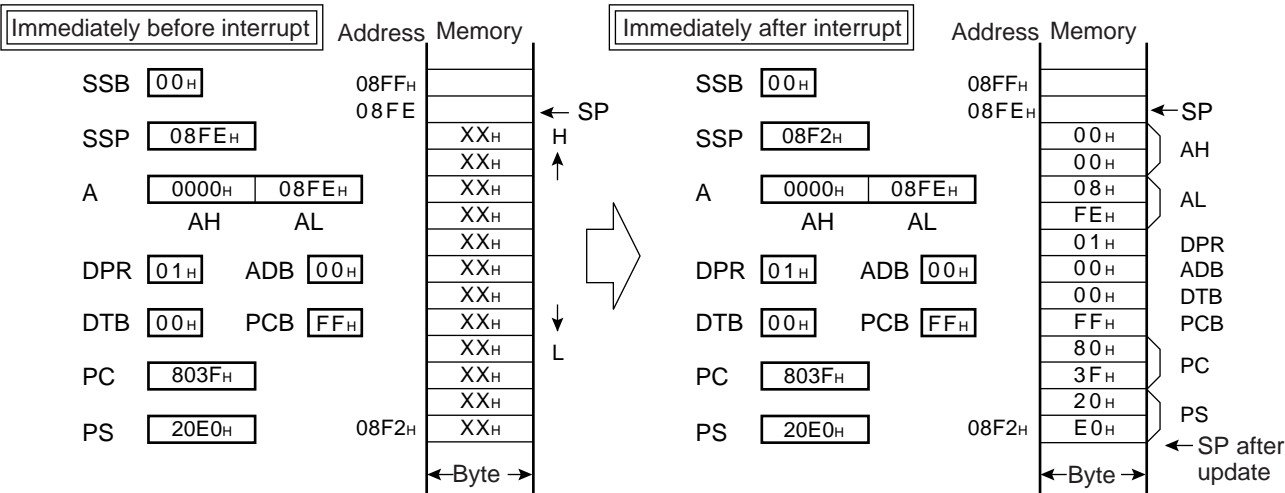 Immediately before interrupt
Address Memory
SSB 00H
08FFH
08FE
SP
SSP 08FEH
XXH
H
XXH
A 0000H 08FEH
XXH
AH AL
XXH
XXH
DPR 01H ADB 00H
XXH
XXH
DTB 00H PCB FFH
XXH
L
XXH
PC 803FH
XXH
XXH
PS 20E0H
08F2H
XXH
Byte
Immediately after interrupt
Address Memory
SSB 00H
08FFH
08FEH
SP
SSP 08F2H
00H
AH
00H
A 0000H 08FEH
08H
AL
AH AL
FEH
01H DPR
DPR 01H ADB 00H
00H ADB
00H DTB
DTB 00H PCB FFH
FFH PCB
80H
PC
PC 803FH
3FH
20H
PS
PS 20E0H
08F2H
E0H
SP after
update
Byte